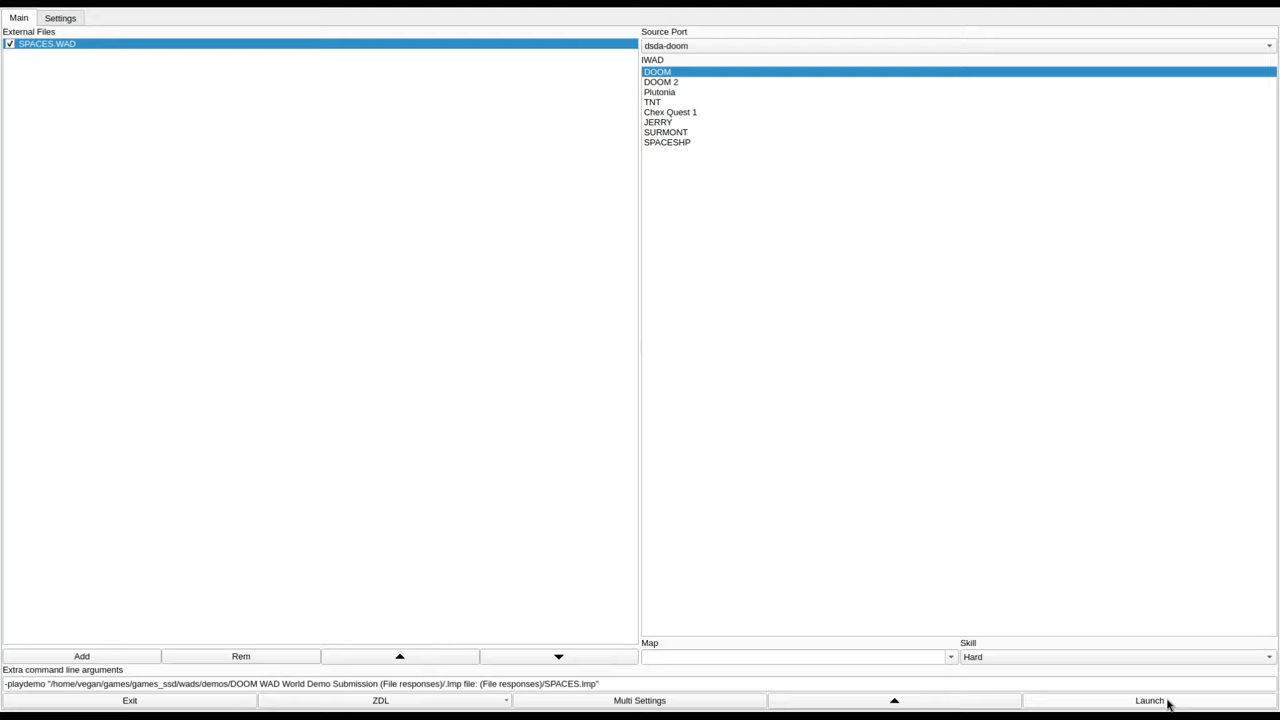 Main Settings
External Files
SPACES.WAD
Source Port
dsda-doom
IWAD
DOOM
DOOM 2
Plutonia
TNT
Chex Quest 1
JERRY
SURMONT
SPACESHP
Map
Skill
Hard
Add Rem
Extra command line arguments
-playdemo "/home/vegan/games/games_ssd/wads/demos/DOOM WAD World Demo Submission (File responses)/.lmp file: (File responses)/SPACES.lmp"
Exit ZDL Multi Settings Launch